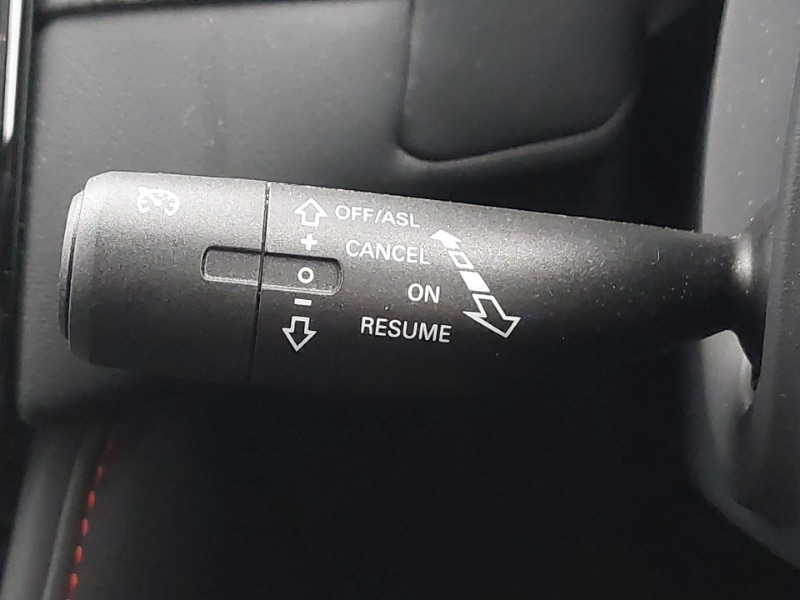 OFF/ASL
+ CANCEL
O ON
- RESUME